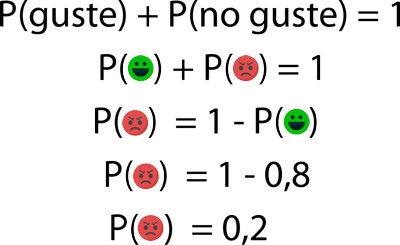 P(guste) + P(no guste) = 1
P(😃) + P(😠) = 1
P(😠) = 1 - P(😃)
P(😠) = 1 - 0,8
P(😠) = 0,2